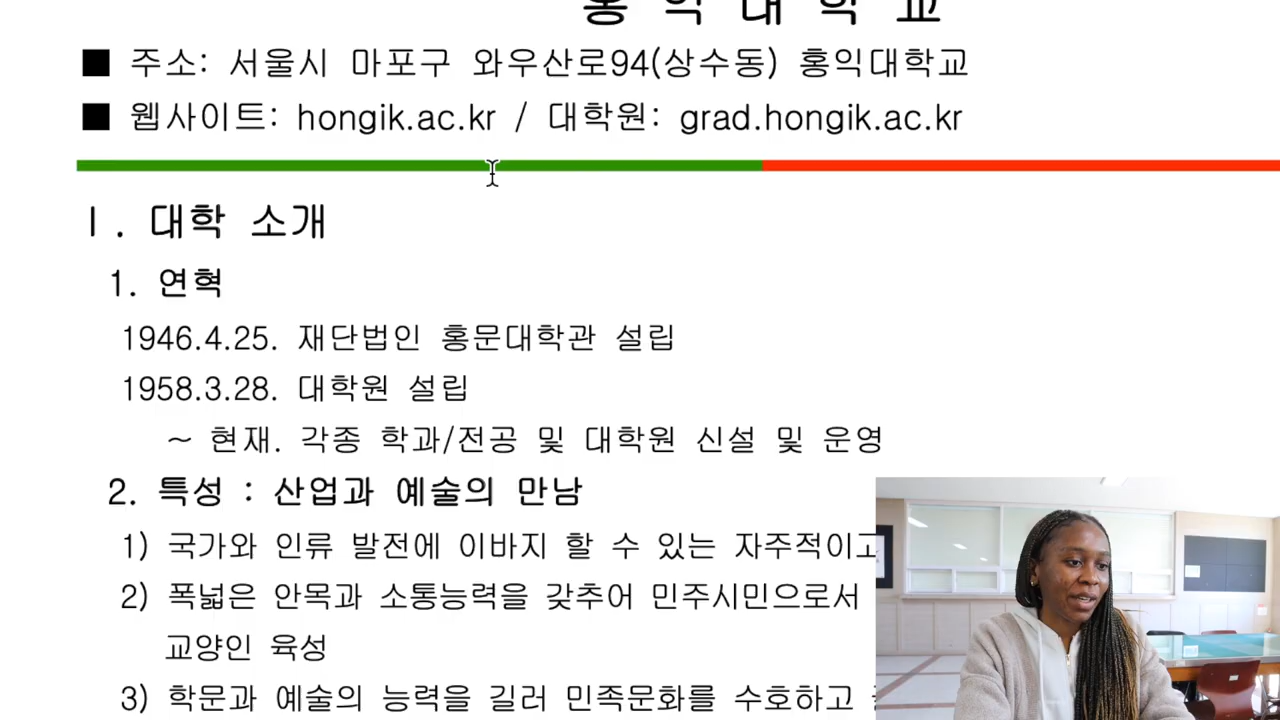 홍 익 대 학 교
■ 주소: 서울시 마포구 와우산로94(상수동) 홍익대학교
■ 웹사이트: hongik.ac.kr / 대학원: grad.hongik.ac.kr
Ⅰ. 대학 소개
1. 연혁
1946.4.25. 재단법인 홍문대학관 설립
1958.3.28. 대학원 설립
~ 현재. 각종 학과/전공 및 대학원 신설 및 운영
2. 특성 : 산업과 예술의 만남
1) 국가와 인류 발전에 이바지 할 수 있는 자주적이고
2) 폭넓은 안목과 소통능력을 갖추어 민주시민으로서
교양인 육성
3) 학문과 예술의 능력을 길러 민족문화를 수호하고